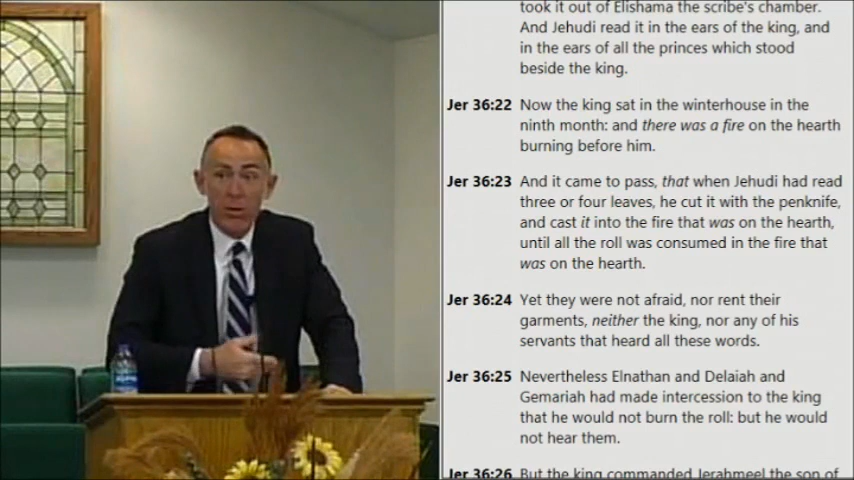 took it out of Elishama the scribe's chamber.
And Jehudi read it in the ears of the king, and
in the ears of all the princes which stood
beside the king.
Jer 36:22 Now the king sat in the winterhouse in the
ninth month: and there was a fire on the hearth
burning before him.
Jer 36:23 And it came to pass, that when Jehudi had read
three or four leaves, he cut it with the penknife,
and cast it into the fire that was on the hearth,
until all the roll was consumed in the fire that
was on the hearth.
Jer 36:24 Yet they were not afraid, nor rent their
garments, neither the king, nor any of his
servants that heard all these words.
Jer 36:25 Nevertheless Elnathan and Delaiah and
Gemariah had made intercession to the king
that he would not burn the roll: but he would
not hear them.
Jer 36:26 But the king commanded Jerahmeel the son of